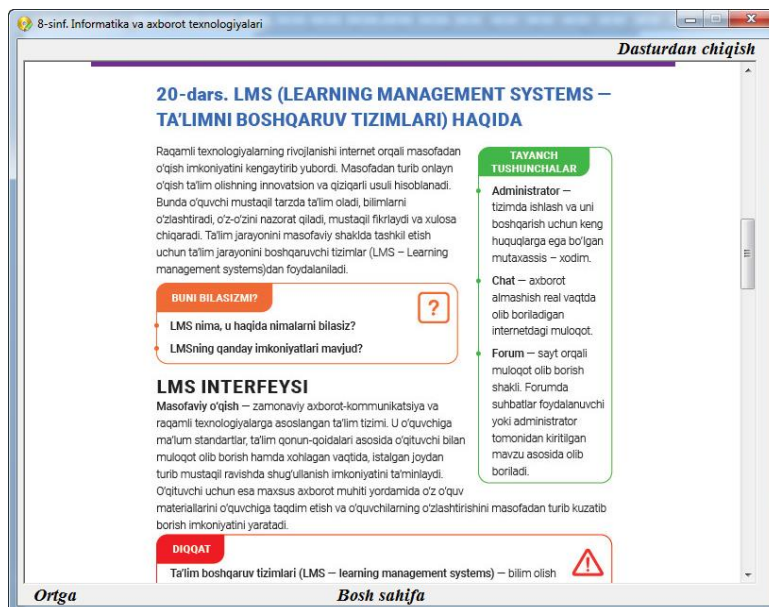 8-sinf. Informatika va axborot texnologiyalari
Dasturdan chiqish
20-dars. LMS (LEARNING MANAGEMENT SYSTEMS —
TA'LIMNI BOSHQARUV TIZIMLARI) HAQIDA
Raqamli texnologiyalarning rivojlanishi internet orqali masofadan
o'qish imkoniyatini kengaytirib yubordi. Masofadan turib onlayn
o'qish ta'lim olishning innovatsion va qiziqarli usuli hisoblanadi.
Bunda o'quvchi mustaqil tarzda ta'lim oladi, bilimlarni
o'zlashtiradi, o'z-o'zini nazorat qiladi, mustaqil fikrlaydi va xulosa
chiqaradi. Ta'lim jarayonini masofaviy shaklda tashkil etish
uchun ta'lim jarayonini boshqaruvchi tizimlar (LMS – Learning
management systems)dan foydalaniladi.
BUNI BILASIZMI?
?
LMS nima, u haqida nimalarni bilasiz?
LMSning qanday imkoniyatlari mavjud?
TAYANCH
TUSHUNCHALAR
Administrator —
tizimda ishlash va uni
boshqarish uchun keng
huquqlarga ega bo'lgan
mutaxassis – xodim.
Chat — axborot
almashish real vaqtda
olib boriladigan
internetdagi muloqot.
Forum — sayt orqali
muloqot olib borish
shakli. Forumda
suhbatlar foydalanuvchi
yoki administrator
tomonidan kiritilgan
mavzu asosida olib
boriladi.
LMS INTERFEYSI
Masofaviy o'qish — zamonaviy axborot-kommunikatsiya va
raqamli texnologiyalarga asoslangan ta'lim tizimi. U o'quvchiga
ma'lum standartlar, ta'lim qonun-qoidalari asosida o'qituvchi bilan
muloqot olib borish hamda xohlagan vaqtida, istalgan joydan
turib mustaqil ravishda shug'ullanish imkoniyatini ta'minlaydi.
O'qituvchi uchun esa maxsus axborot muhiti yordamida o'z o'quv
materiallarini o'quvchiga taqdim etish va o'quvchilarning o'zlashtirishini masofadan turib kuzatib
borish imkoniyatini yaratadi.
DIQQAT
Ta'lim boshqaruv tizimlari (LMS — learning management systems) — bilim olish
Ortga
Bosh sahifa